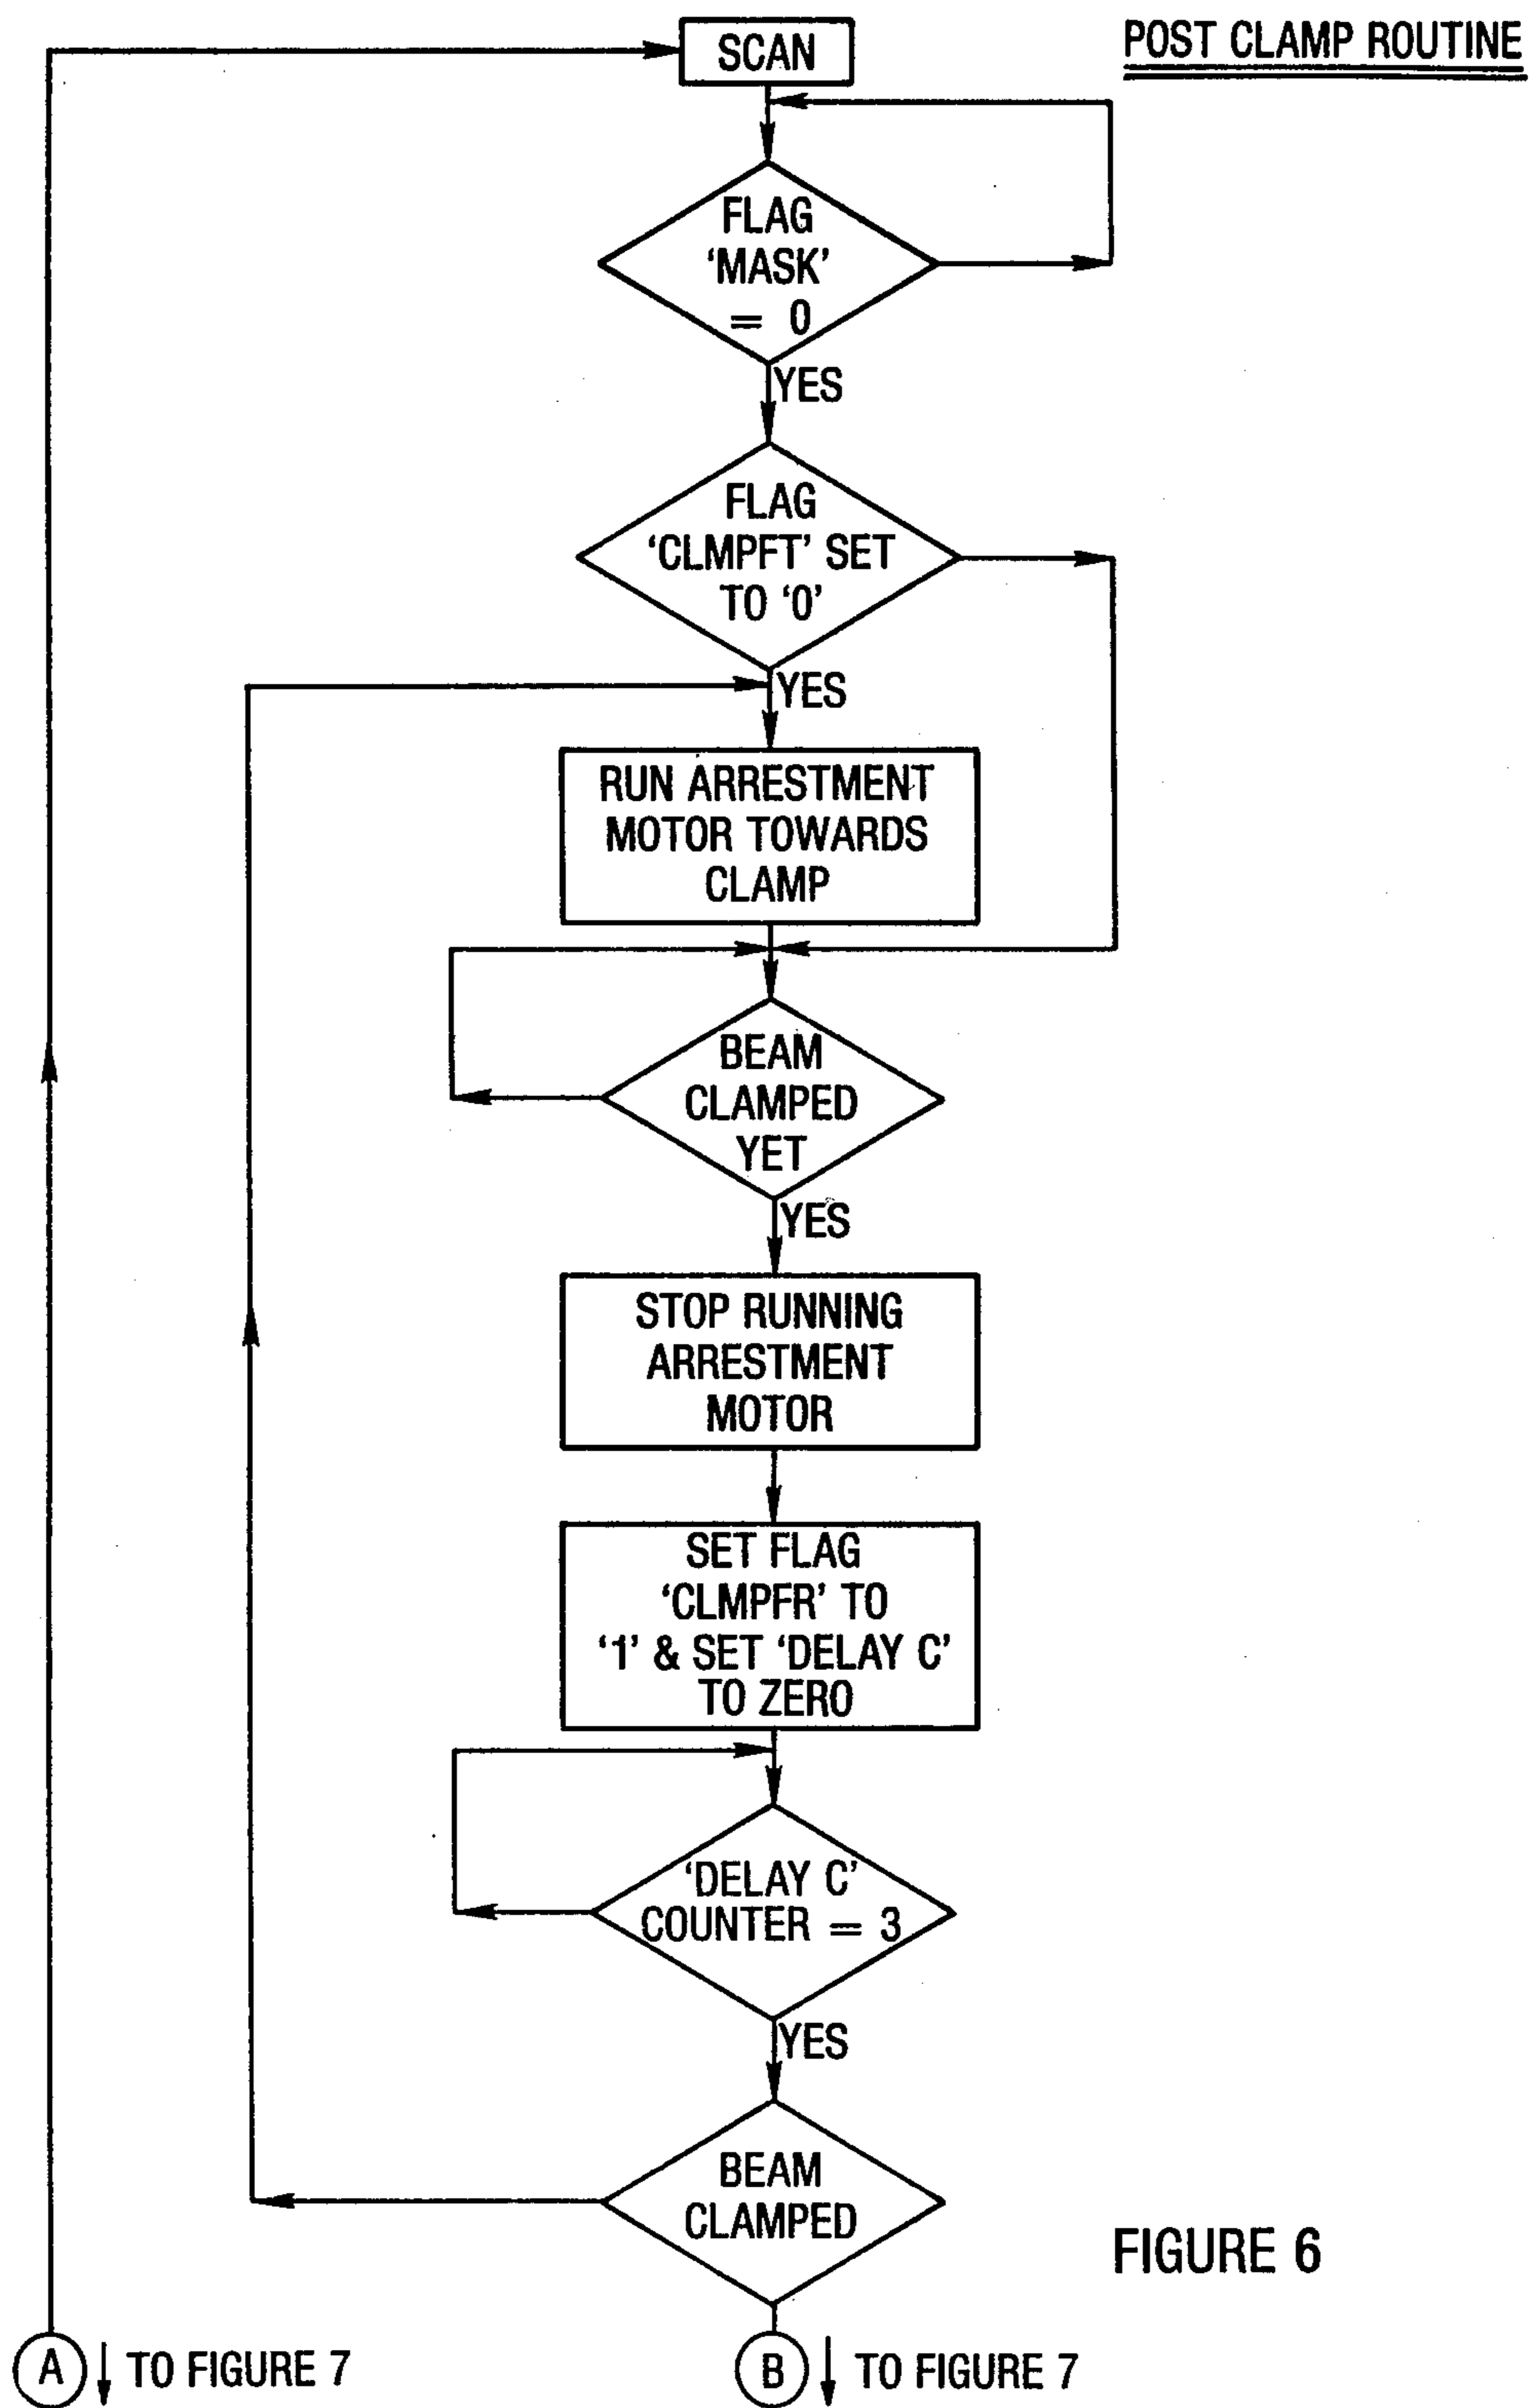 POST CLAMP ROUTINE
SCAN
FLAG
‘MASK’
= 0
YES
FLAG
‘CLMPFT’ SET
TO ‘0’
YES
RUN ARRESTMENT
MOTOR TOWARDS
CLAMP
BEAM
CLAMPED
YET
YES
STOP RUNNING
ARRESTMENT
MOTOR
SET FLAG
‘CLMPFR’ TO
‘1’ & SET ‘DELAY C’
TO ZERO
‘DELAY C’
COUNTER = 3
YES
BEAM
CLAMPED
FIGURE 6
A ↓ TO FIGURE 7
B ↓ TO FIGURE 7